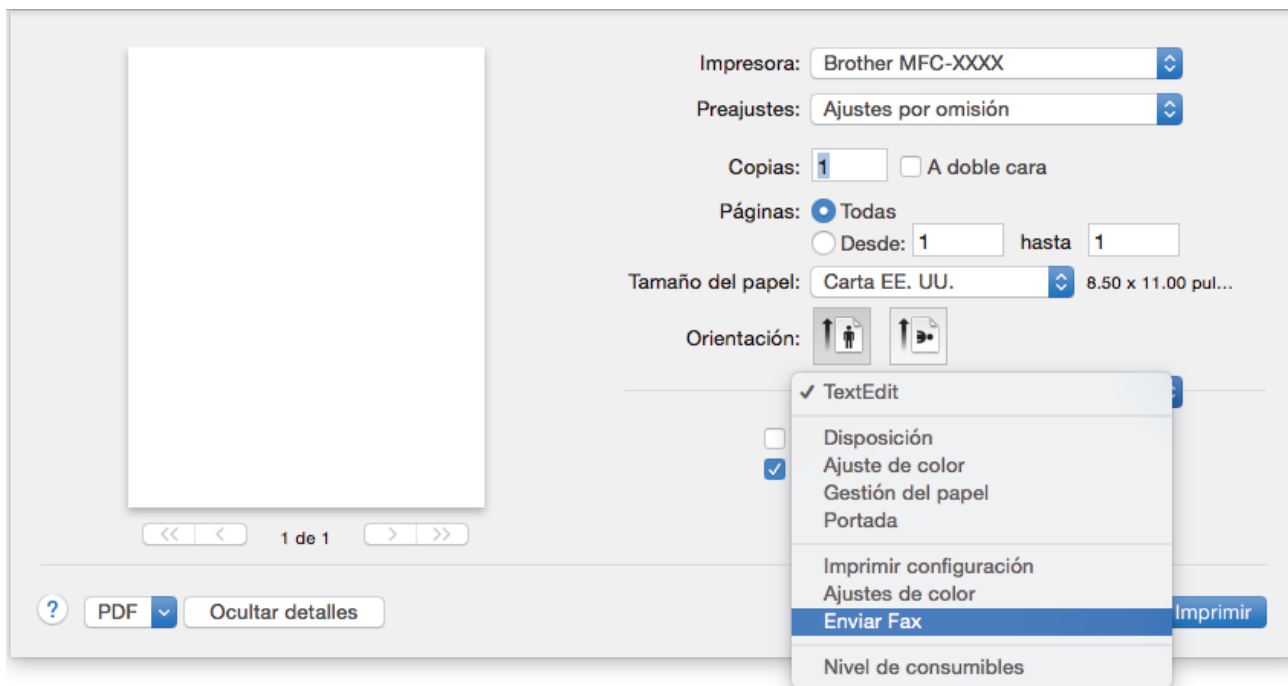 Impresora: Brother MFC-XXXX
Preajustes: Ajustes por omisión
Copias: 1 A doble cara
Páginas: Todas
Desde: 1 hasta 1
Tamaño del papel: Carta EE. UU. 8.50 x 11.00 pul...
Orientación:
✓ TextEdit
Disposición
Ajuste de color
Gestión del papel
Portada
<< < 1 de 1 > >>
Imprimir configuración
Ajustes de color
? PDF Ocultar detalles Enviar Fax Imprimir
Nivel de consumibles